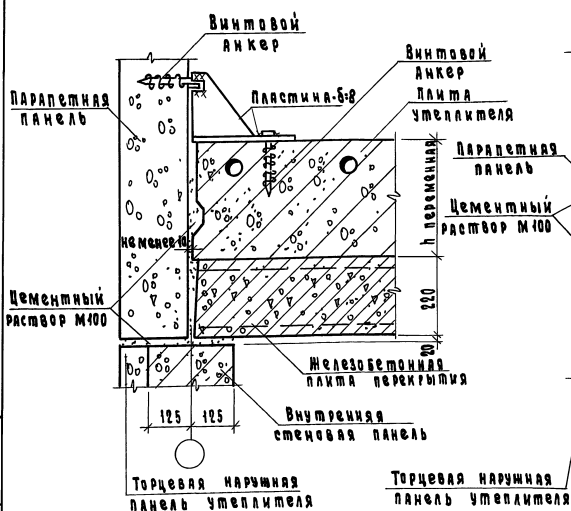 Винтовой
анкер
Винтовой
анкер
Парапетная
панель
Пластина-δ=8
Плита
утеплителя
Парапетная
панель
h переменная
Цементный
раствор М100
не менее 10
Цементный
раствор М100
220
20
Железобетонная
плита перекрытия
125 125
Внутренняя
стеновая панель
Торцевая наружная
панель утеплителя
Торцевая наружная
панель утеплителя